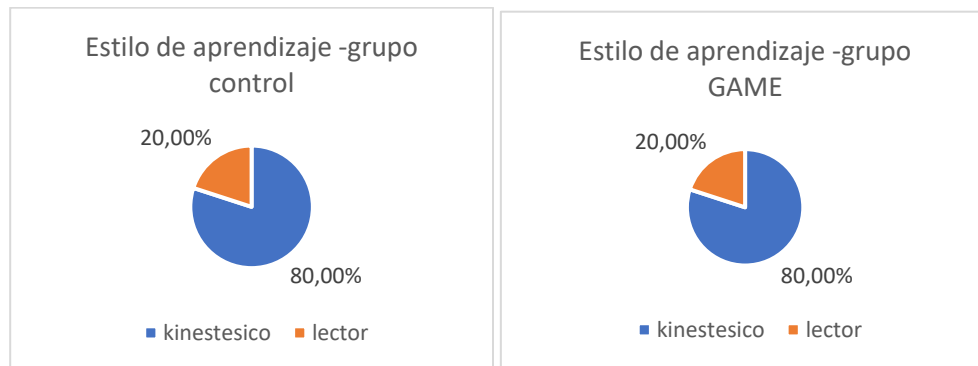 Estilo de aprendizaje -grupo
control
20,00%
80,00%
kinestesico lector
Estilo de aprendizaje -grupo
GAME
20,00%
80,00%
kinestesico lector